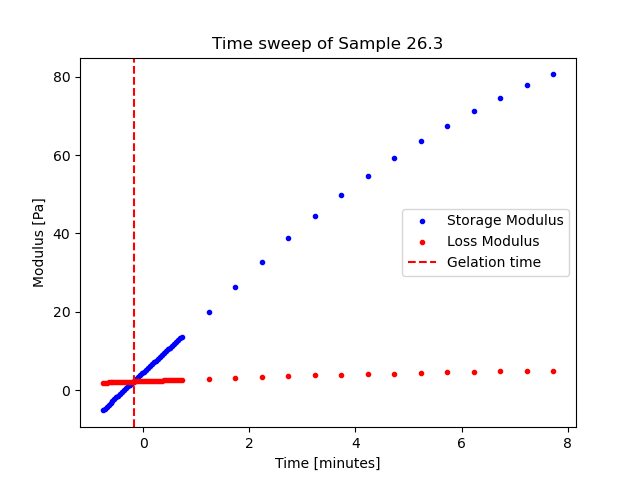 Time sweep of Sample 26.3
80
60
40
20
0
Modulus [Pa]
Storage Modulus
Loss Modulus
Gelation time
0 2 4 6 8
Time [minutes]